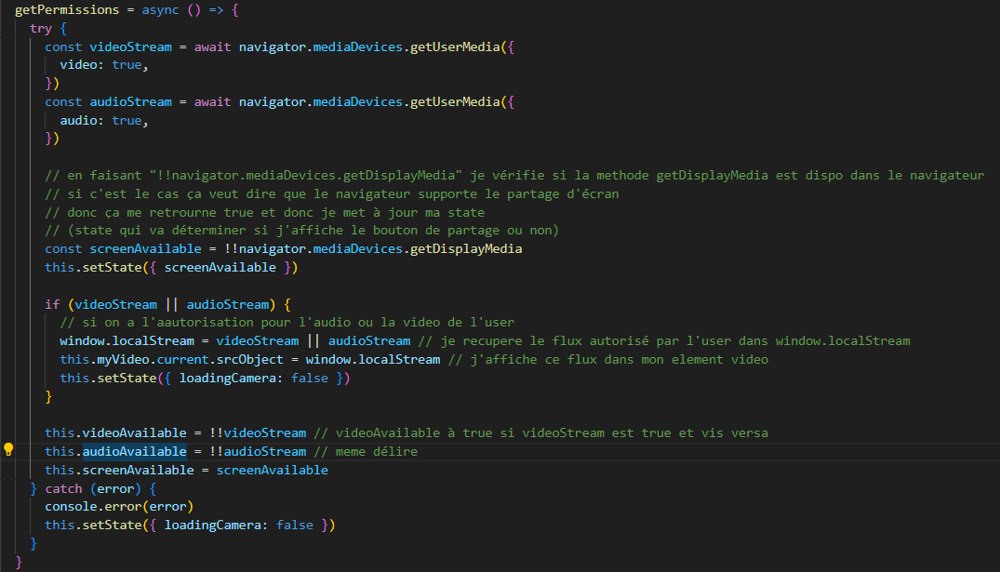 getPermissions = async () => {
try {
const videoStream = await navigator.mediaDevices.getUserMedia({
video: true,
})
const audioStream = await navigator.mediaDevices.getUserMedia({
audio: true,
})
// en faisant "!!navigator.mediaDevices.getDisplayMedia" je vérifie si la methode getDisplayMedia est dispo dans le navigateur
// si c'est le cas ça veut dire que le navigateur supporte le partage d'écran
// donc ça me retrourne true et donc je met à jour ma state
// (state qui va déterminer si j'affiche le bouton de partage ou non)
const screenAvailable = !!navigator.mediaDevices.getDisplayMedia
this.setState({ screenAvailable })
if (videoStream || audioStream) {
// si on a l'aautorisation pour l'audio ou la video de l'user
window.localStream = videoStream || audioStream // je recupere le flux autorisé par l'user dans window.localStream
this.myVideo.current.srcObject = window.localStream // j'affiche ce flux dans mon element video
this.setState({ loadingCamera: false })
}
this.videoAvailable = !!videoStream // videoAvailable à true si videoStream est true et vis versa
this.audioAvailable = !!audioStream // meme délire
this.screenAvailable = screenAvailable
} catch (error) {
console.error(error)
this.setState({ loadingCamera: false })
}
}